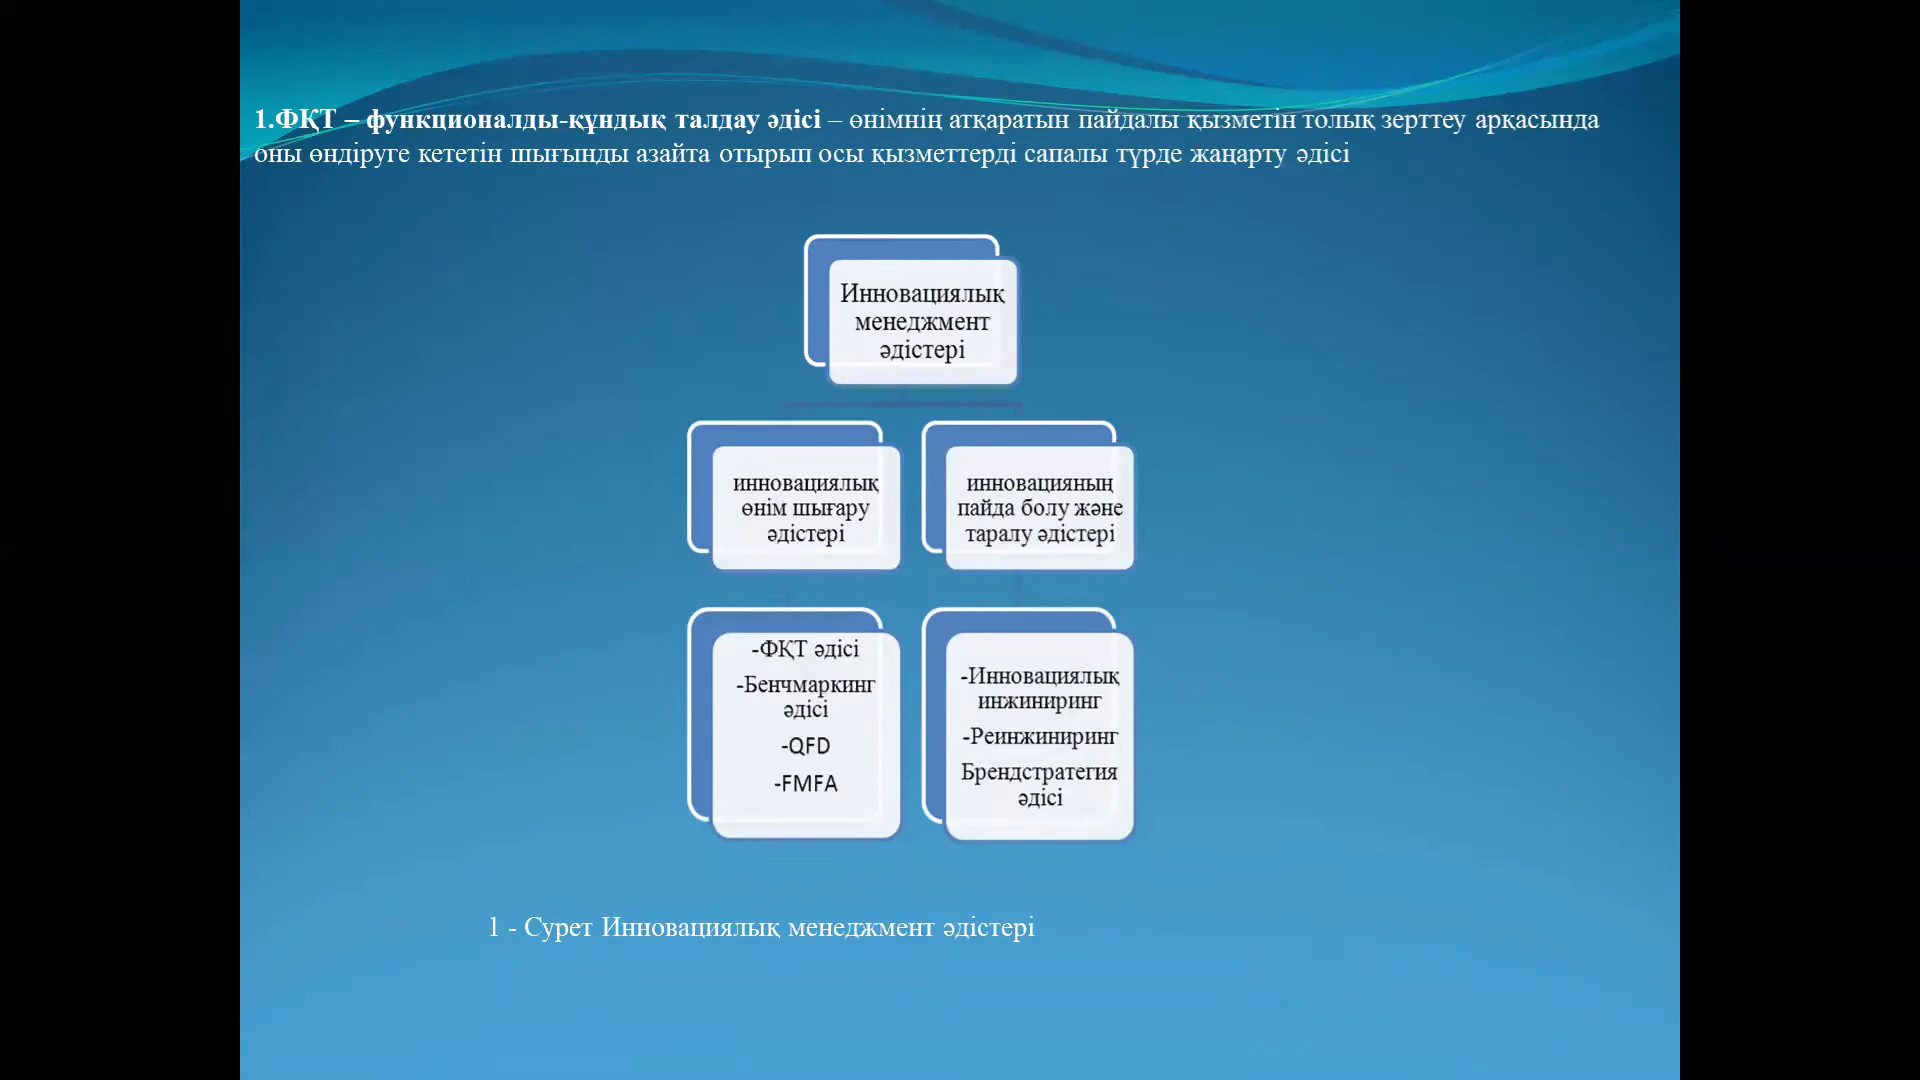 1.ФҚТ – функционалды-құндық талдау әдісі – өнімнің атқаратын пайдалы қызметін толық зерттеу арқасында
оны өндіруге кететін шығынды азайта отырып осы қызметтерді сапалы түрде жаңарту әдісі
Инновациялық
менеджмент
әдістері
инновациялық
өнім шығару
әдістері
инновацияның
пайда болу және
таралу әдістері
-ФҚТ әдісі
-Бенчмаркинг
әдісі
-QFD
-FMFA
-Инновациялық
инжиниринг
-Реинжиниринг
Брендстратегия
әдісі
1 - Сурет Инновациялық менеджмент әдістері